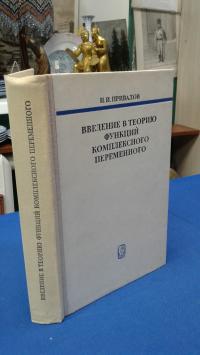 И. И. ПРИВАЛОВ
ВВЕДЕНИЕ В ТЕОРИЮ
ФУНКЦИЙ
КОМПЛЕКСНОГО
ПЕРЕМЕННОГО
ВВЕДЕНИЕ В ТЕОРИЮ ФУНКЦИЙ КОМПЛЕКСНОГО ПЕРЕМЕННОГО